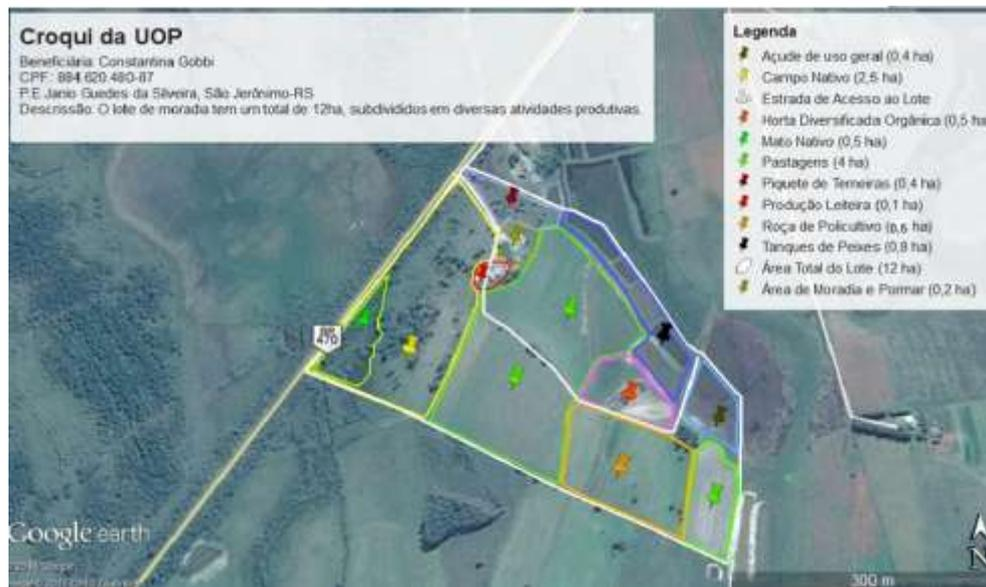 Croqui da UOP
Beneficiária: Constantina Gobbi
CPF: 884.620.480-87
P.E Janio Guedes da Silveira, São Jerônimo-RS
Descrissão: O lote de moradia tem um total de 12ha, subdivididos em diversas atividades produtivas.
Legenda
Açude de uso geral (0,4 ha)
Campo Nativo (2,5 ha)
Estrada de Acesso ao Lote
Horta Diversificada Orgânica (0,5 ha
Mato Nativo (0,5 ha)
Pastagens (4 ha)
Piquete de Terneiras (0,4 ha)
Produção Leiteira (0,1 ha)
Roça de Policultivo (0,6 ha)
Tanques de Peixes (0,8 ha)
Área Total do Lote (12 ha)
Área de Moradia e Pormar (0,2 ha)
BR
470
Google earth
N
300 m